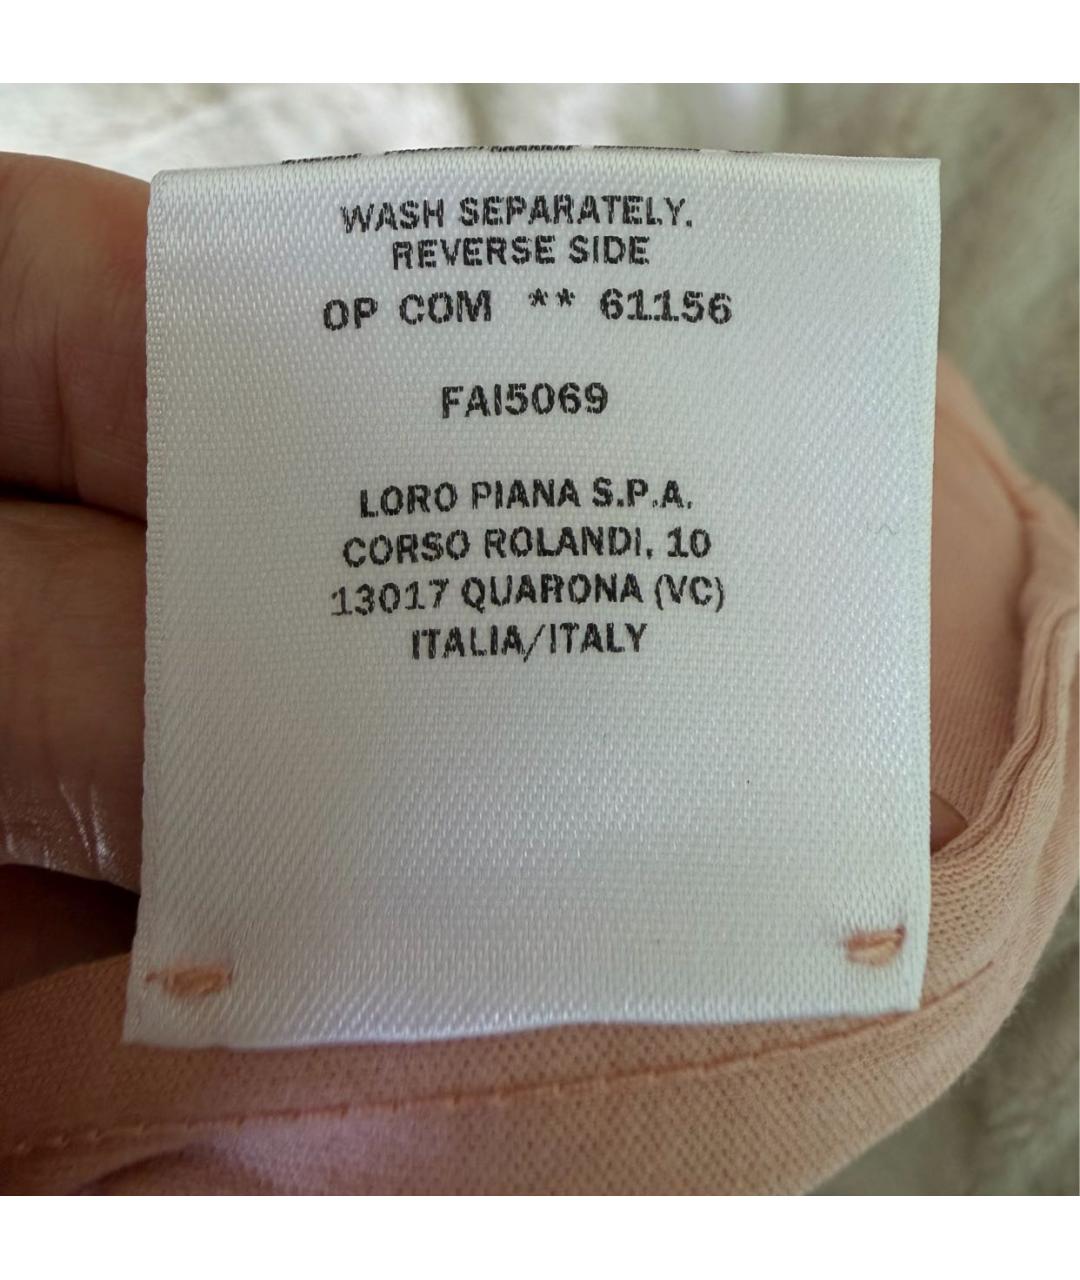 WASH SEPARATELY.
REVERSE SIDE
OP COM ** 61156
FAI5069
LORO PIANA S.P.A.
CORSO ROLANDI, 10
13017 QUARONA (VC)
ITALIA/ITALY